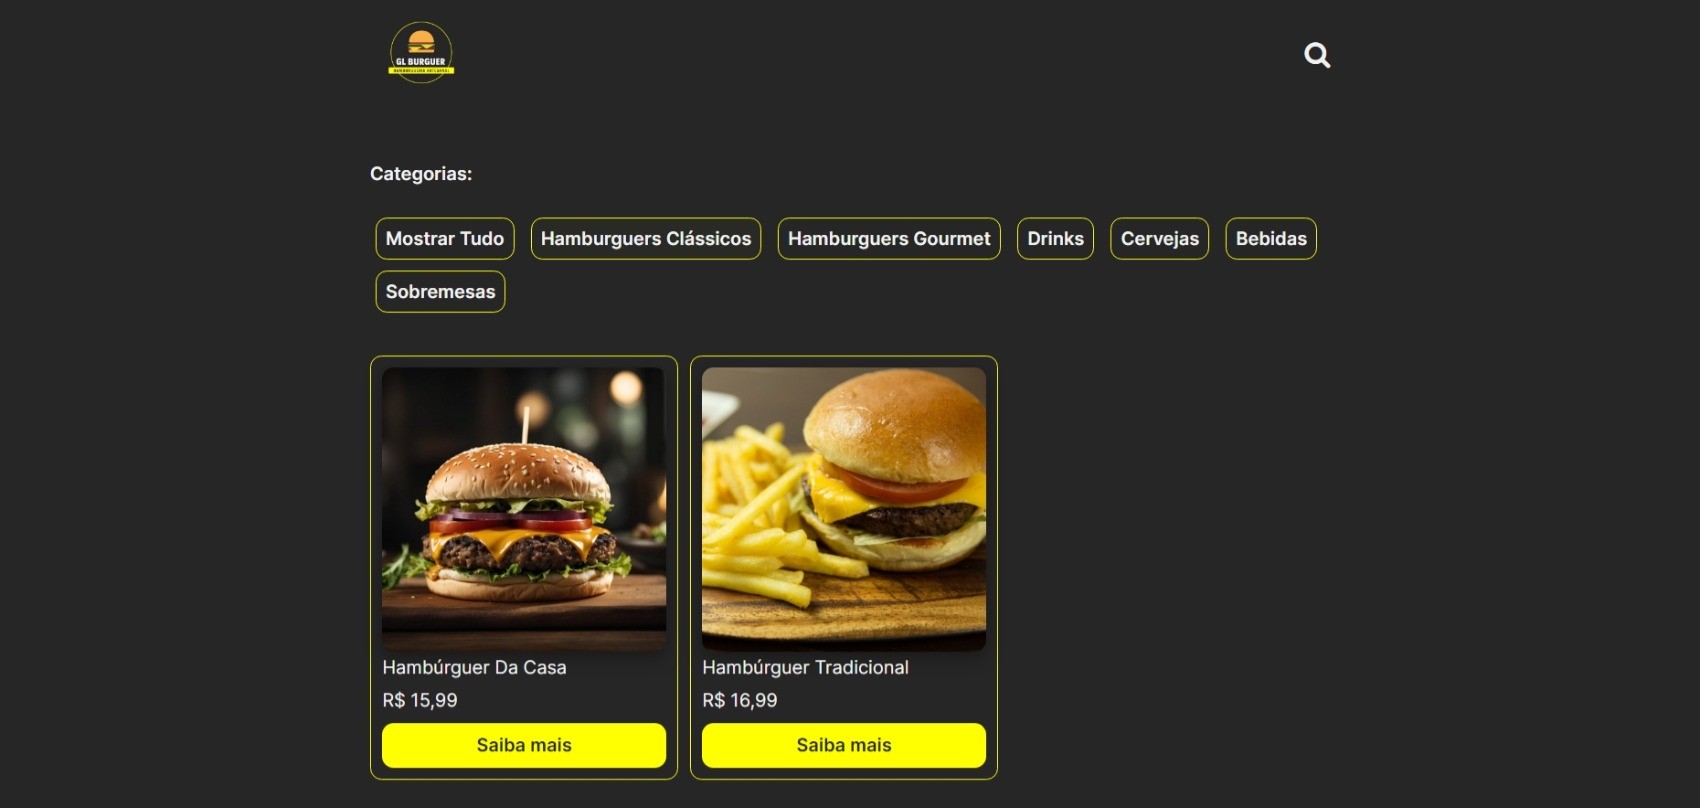 GL BURGUER
Categorias:
Mostrar Tudo
Hamburguers Clássicos
Hamburguers Gourmet
Drinks
Cervejas
Bebidas
Sobremesas
Hambúrguer Da Casa
R$ 15,99
Saiba mais
Hambúrguer Tradicional
R$ 16,99
Saiba mais